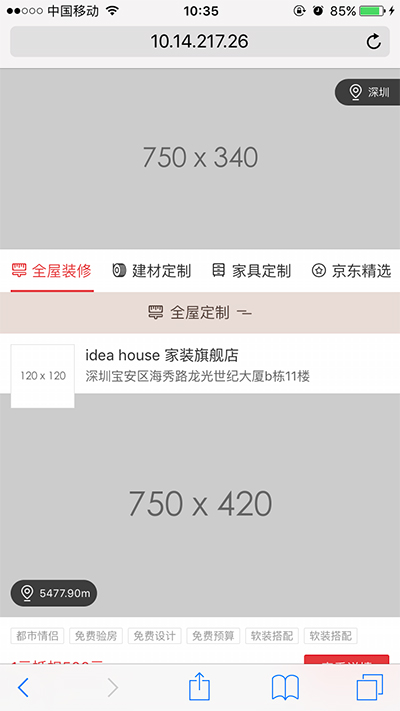 中国移动 10:35 85%
10.14.217.26
深圳
750 x 340
全屋装修 建材定制 家具定制 京东精选
全屋定制
idea house 家装旗舰店
120 x 120
深圳宝安区海秀路龙光世纪大厦b栋11楼
750 x 420
5477.90m
都市情侣 免费验房 免费设计 免费预算 软装搭配 软装搭配